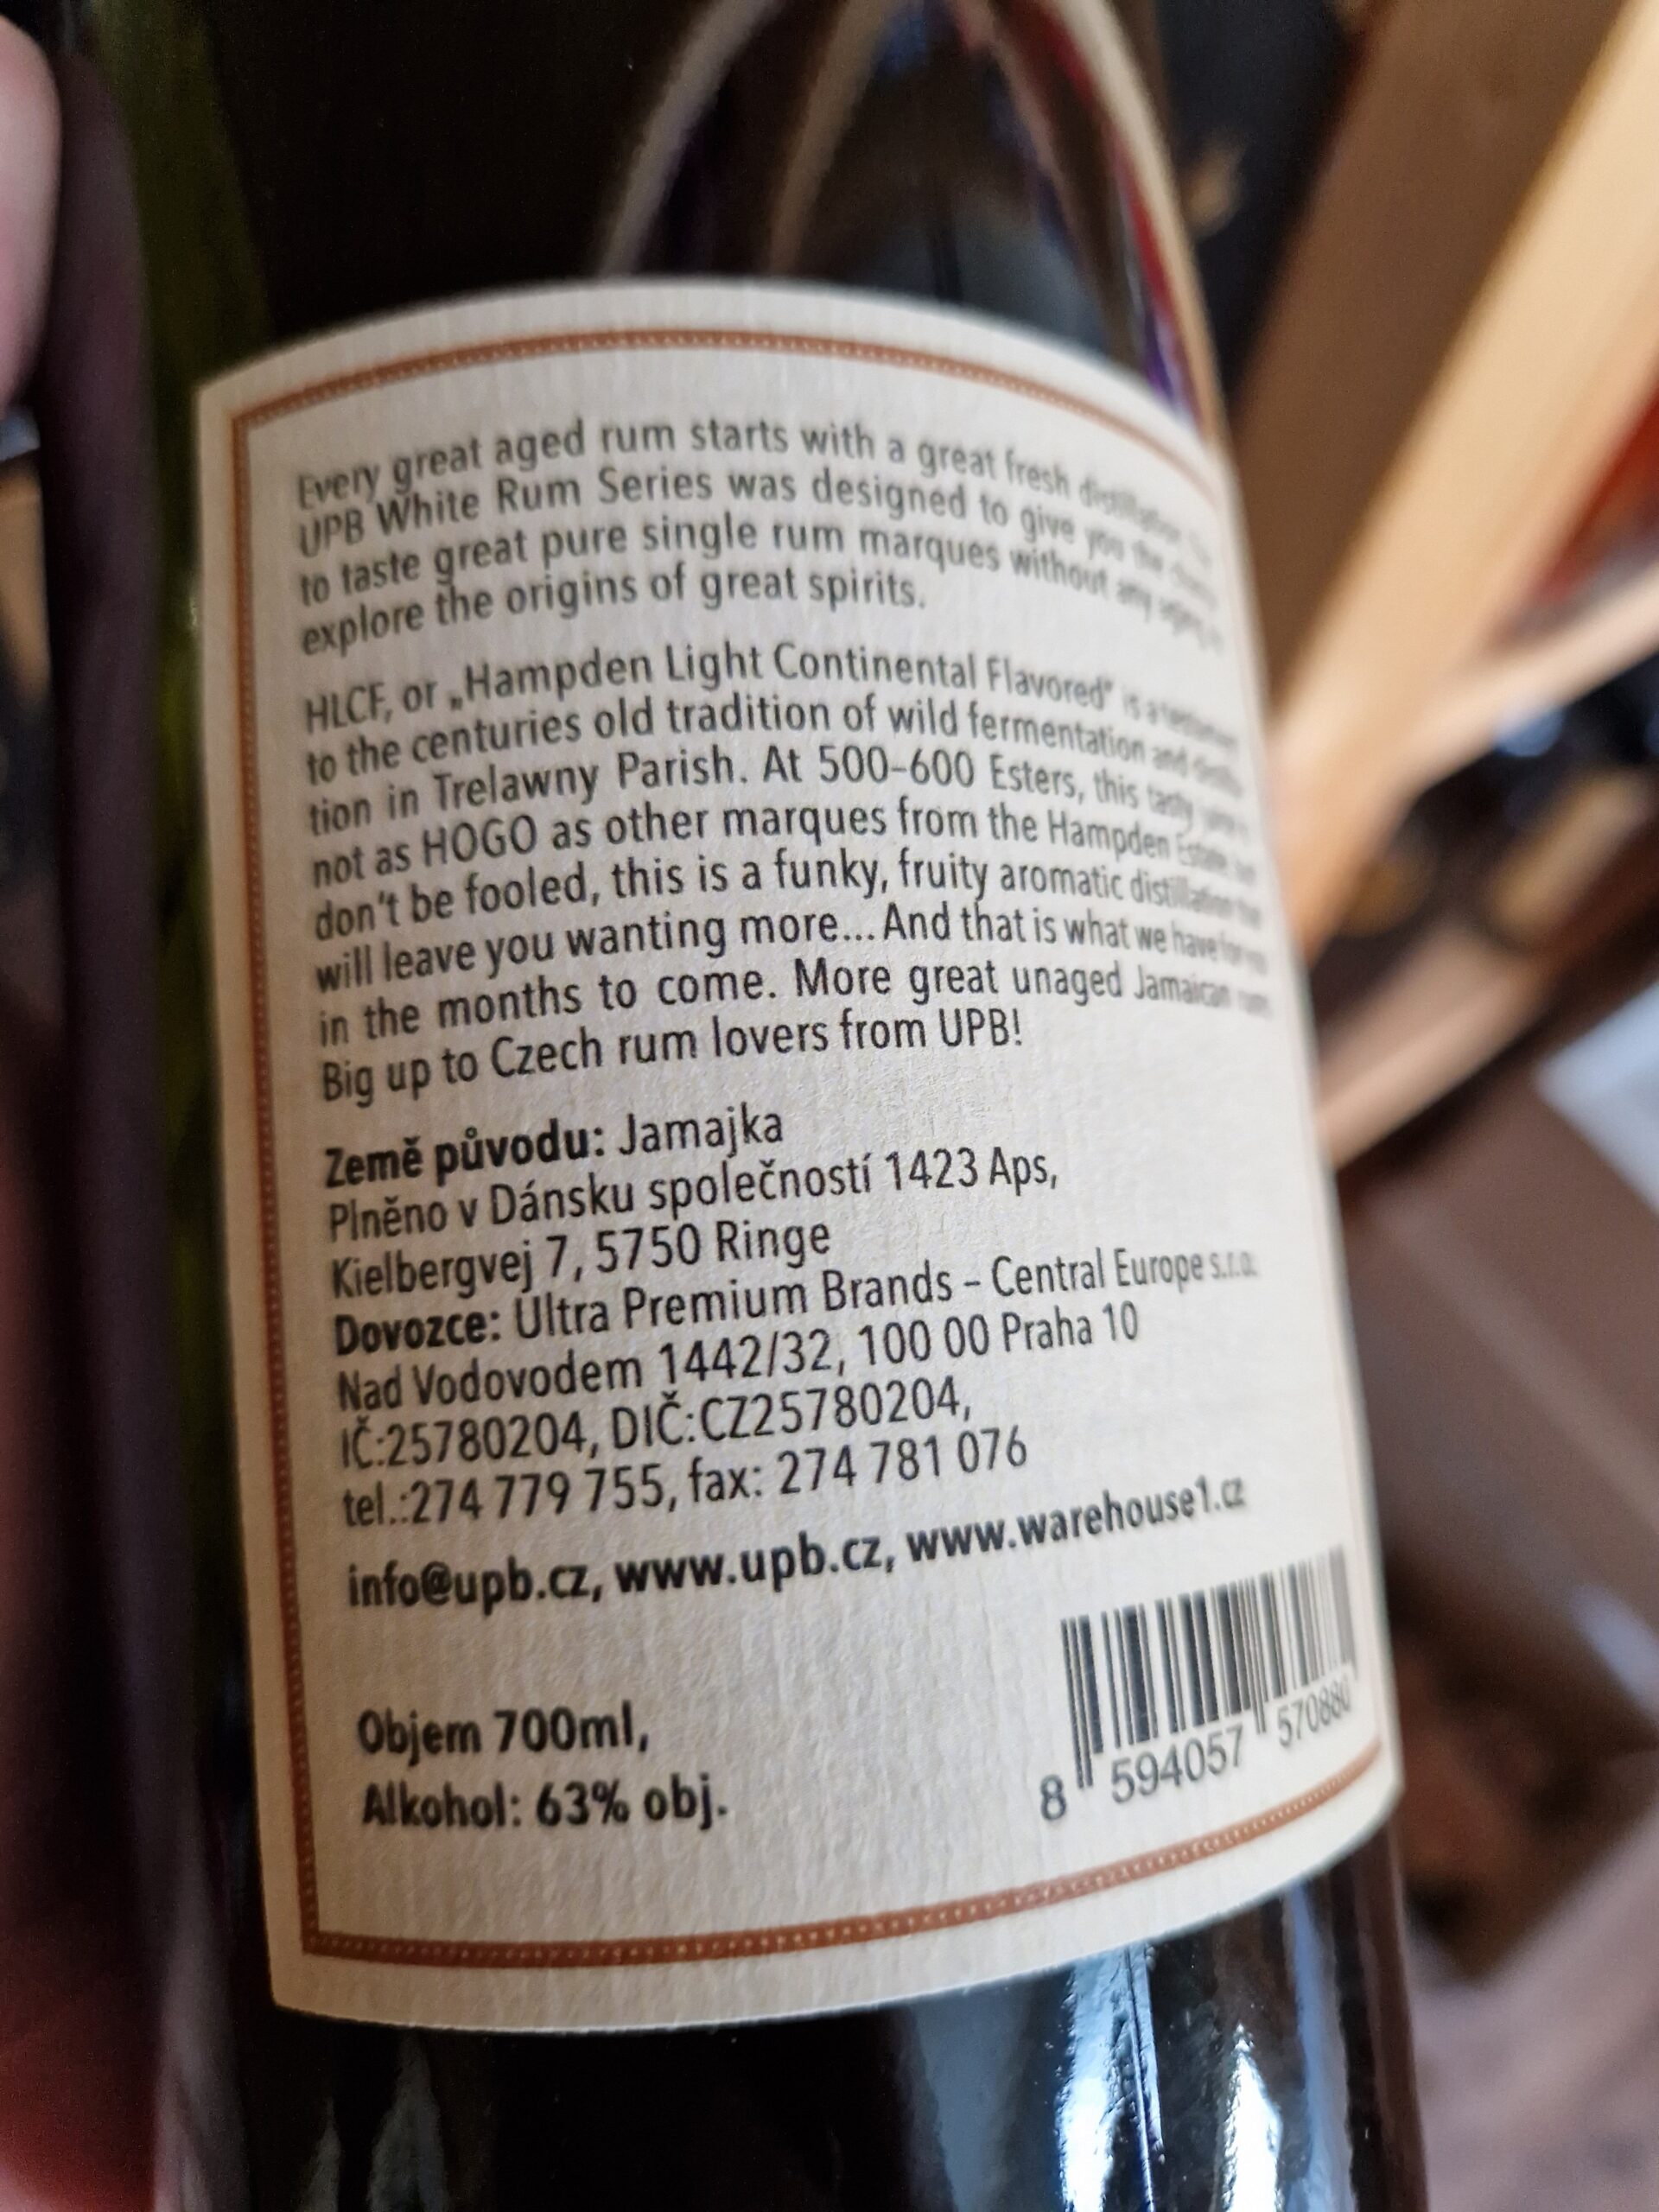 Every great aged rum starts with a great fresh distillation
UPB White Rum Series was designed to give you the
to taste great pure single rum marques without any
explore the origins of great spirits.
HLCF, or „Hampden Light Continental Flavored" is a
to the centuries old tradition of wild fermentation and
tion in Trelawny Parish. At 500-600 Esters, this tasty
not as HOGO as other marques from the Hampden Estate,
don't be fooled, this is a funky, fruity aromatic distillation
will leave you wanting more... And that is what we have for you
in the months to come. More great unaged Jamaican
Big up to Czech rum lovers from UPB!
Země původu: Jamajka
Plněno v Dánsku společností 1423 Aps,
Kielbergvej 7, 5750 Ringe
Dovozce: Ultra Premium Brands – Central Europe s.r.o.
Nad Vodovodem 1442/32, 100 00 Praha 10
IČ:25780204, DIČ:CZ25780204,
tel.:274 779 755, fax: 274 781 076
info@upb.cz, www.upb.cz, www.warehouse1.cz
Objem 700ml,
Alkohol: 63% obj.
8 594057 570880